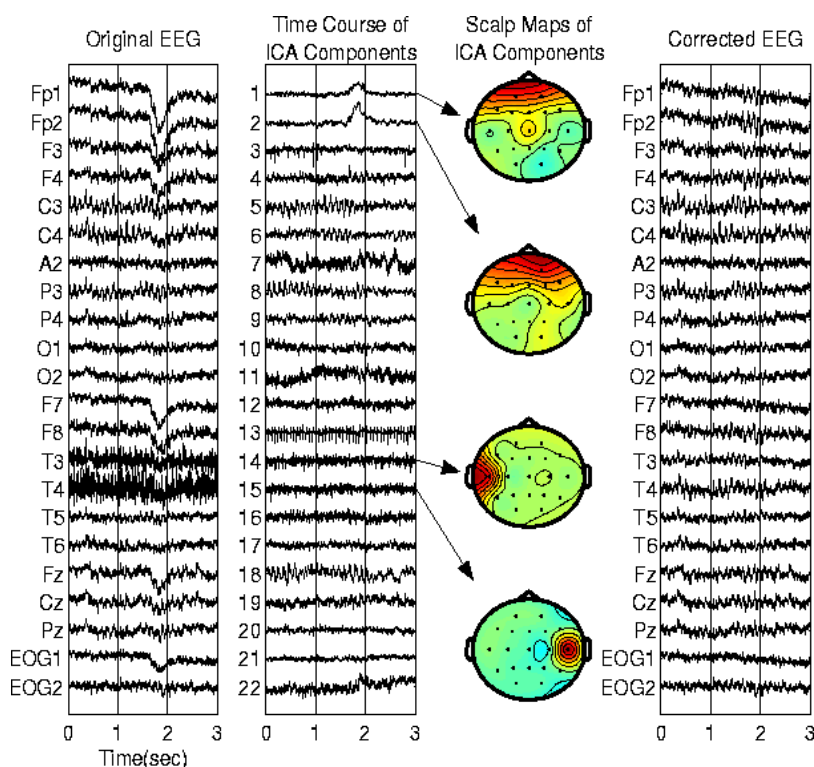 Original EEG
Time Course of
ICA Components
Scalp Maps of
ICA Components
Corrected EEG
Fp1
Fp2
F3
F4
C3
C4
A2
P3
P4
O1
O2
F7
F8
T3
T4
T5
T6
Fz
Cz
Pz
EOG1
EOG2
0 1 2 3
Time(sec)
1
2
3
4
5
6
7
8
9
10
11
12
13
14
15
16
17
18
19
20
21
22
0 1 2 3
Fp1
Fp2
F3
F4
C3
C4
A2
P3
P4
O1
O2
F7
F8
T3
T4
T5
T6
Fz
Cz
Pz
EOG1
EOG2
0 1 2 3